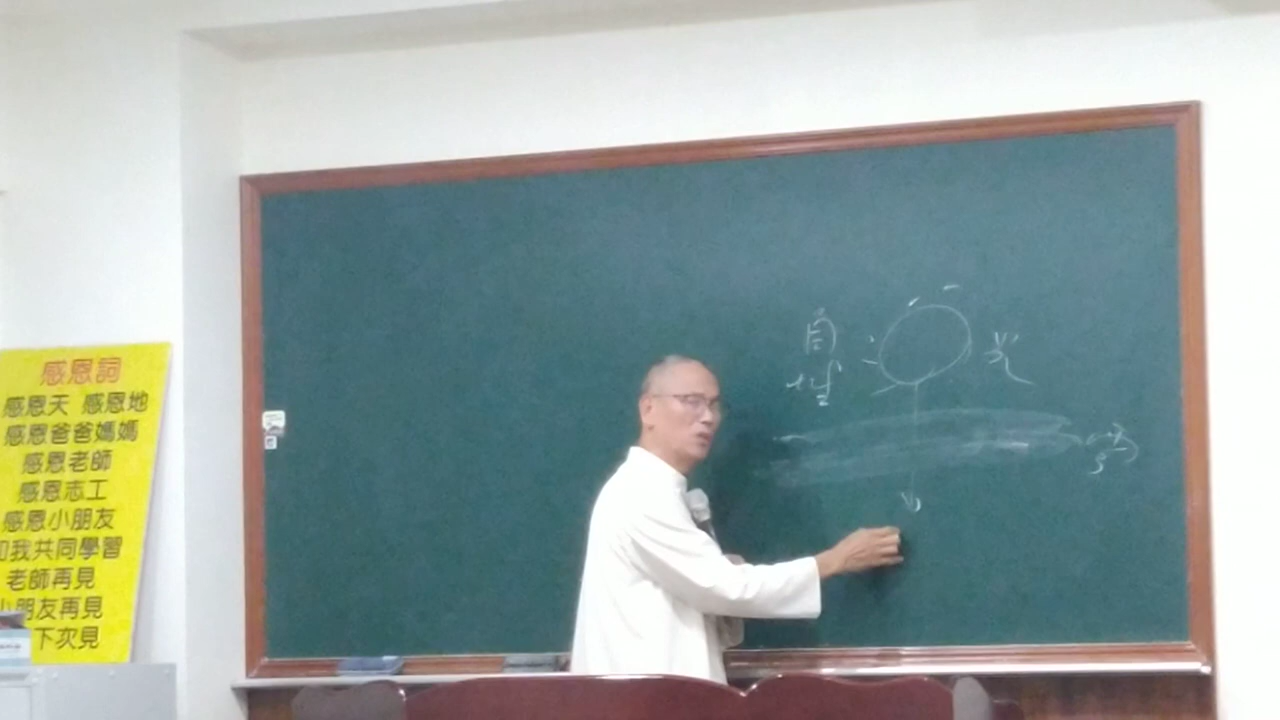 感恩詞
感恩天 感恩地
感恩爸爸媽媽
感恩老師
感恩志工
感恩小朋友
和我共同學習
老師再見
小朋友再見
下次見
光